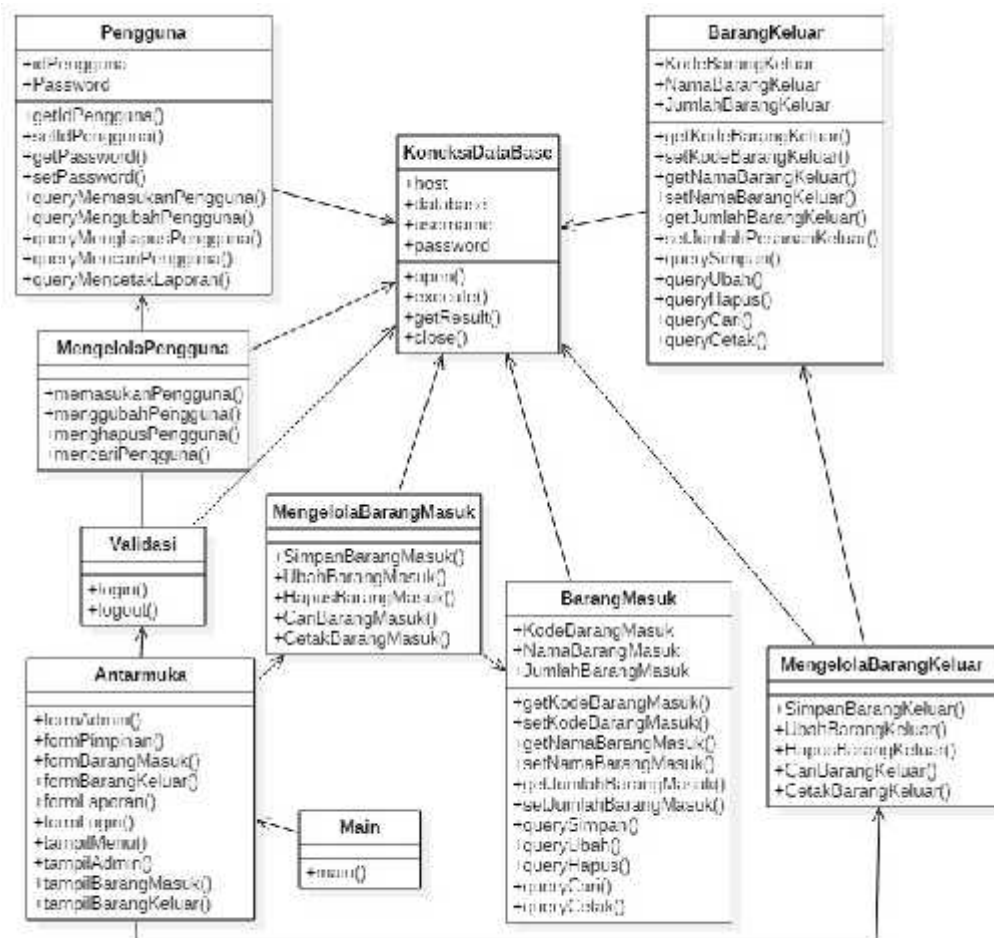 Pengguna
+idPengguna
+Password
+getIdPengguna()
+setIdPengguna()
+getPassword()
+setPassword()
+queryMemasukanPengguna()
+queryMengubahPengguna()
+queryMenghapusPengguna()
+queryMencariPengguna()
+queryMencetakLaporan()
BarangKeluar
+KodeBarangKeluar
+NamaBarangKeluar
+JumlahBarangKeluar
+getKodeBarangKeluar()
+setKodeBarangKeluar()
+getNamaBarangKeluar()
+setNamaBarangKeluar()
+getJumlahBarangKeluar()
+setJumlahPesananKeluar()
+querySimpan()
+queryUbah()
+queryHapus()
+queryCari()
+queryCetak()
KoneksiDataBase
+host
+database
+username
+password
+open()
+execute()
+getResult()
+close()
MengelolaPengguna
+memasukanPengguna()
+menggubahPengguna()
+menghapusPengguna()
+mencariPengguna()
Validasi
+login()
+logout()
MengelolaBarangMasuk
+SimpanBarangMasuk()
+UbahBarangMasuk()
+HapusBarangMasuk()
+CariBarangMasuk()
+CetakBarangMasuk()
BarangMasuk
+KodeBarangMasuk
+NamaBarangMasuk
+JumlahBarangMasuk
+getKodeBarangMasuk()
+setKodeBarangMasuk()
+getNamaBarangMasuk()
+setNamaBarangMasuk()
+getJumlahBarangMasuk()
+setJumlahBarangMasuk()
+querySimpan()
+queryUbah()
+queryHapus()
+queryCari()
+queryCetak()
MengelolaBarangKeluar
+SimpanBarangKeluar()
+UbahBarangKeluar()
+HapusBarangKeluar()
+CariBarangKeluar()
+CetakBarangKeluar()
Antarmuka
+formAdmin()
+formPimpinan()
+formBarangMasuk()
+formBarangKeluar()
+formLaporan()
+formLogin()
+tampilMenu()
+tampilAdmin()
+tampilBarangMasuk()
+tampilBarangKeluar()
Main
+main()